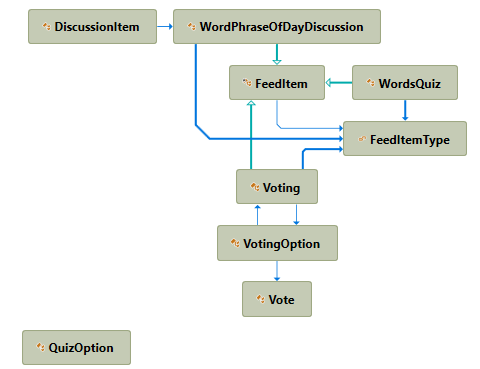 DiscussionItem
WordPhraseOfDayDiscussion
FeedItem
WordsQuiz
FeedItemType
Voting
VotingOption
Vote
QuizOption